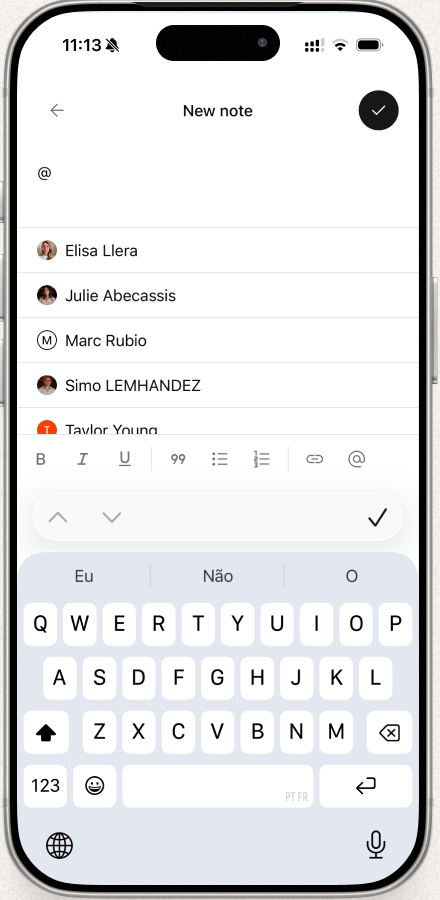 11:13
New note
@
Elisa Llera
Julie Abecassis
M Marc Rubio
Simo LEMHANDEZ
T Taylor Young
B I U 99 @
Eu Não O
Q W E R T Y U I O P
A S D F G H J K L
Z X C V B N M
123 PT FR